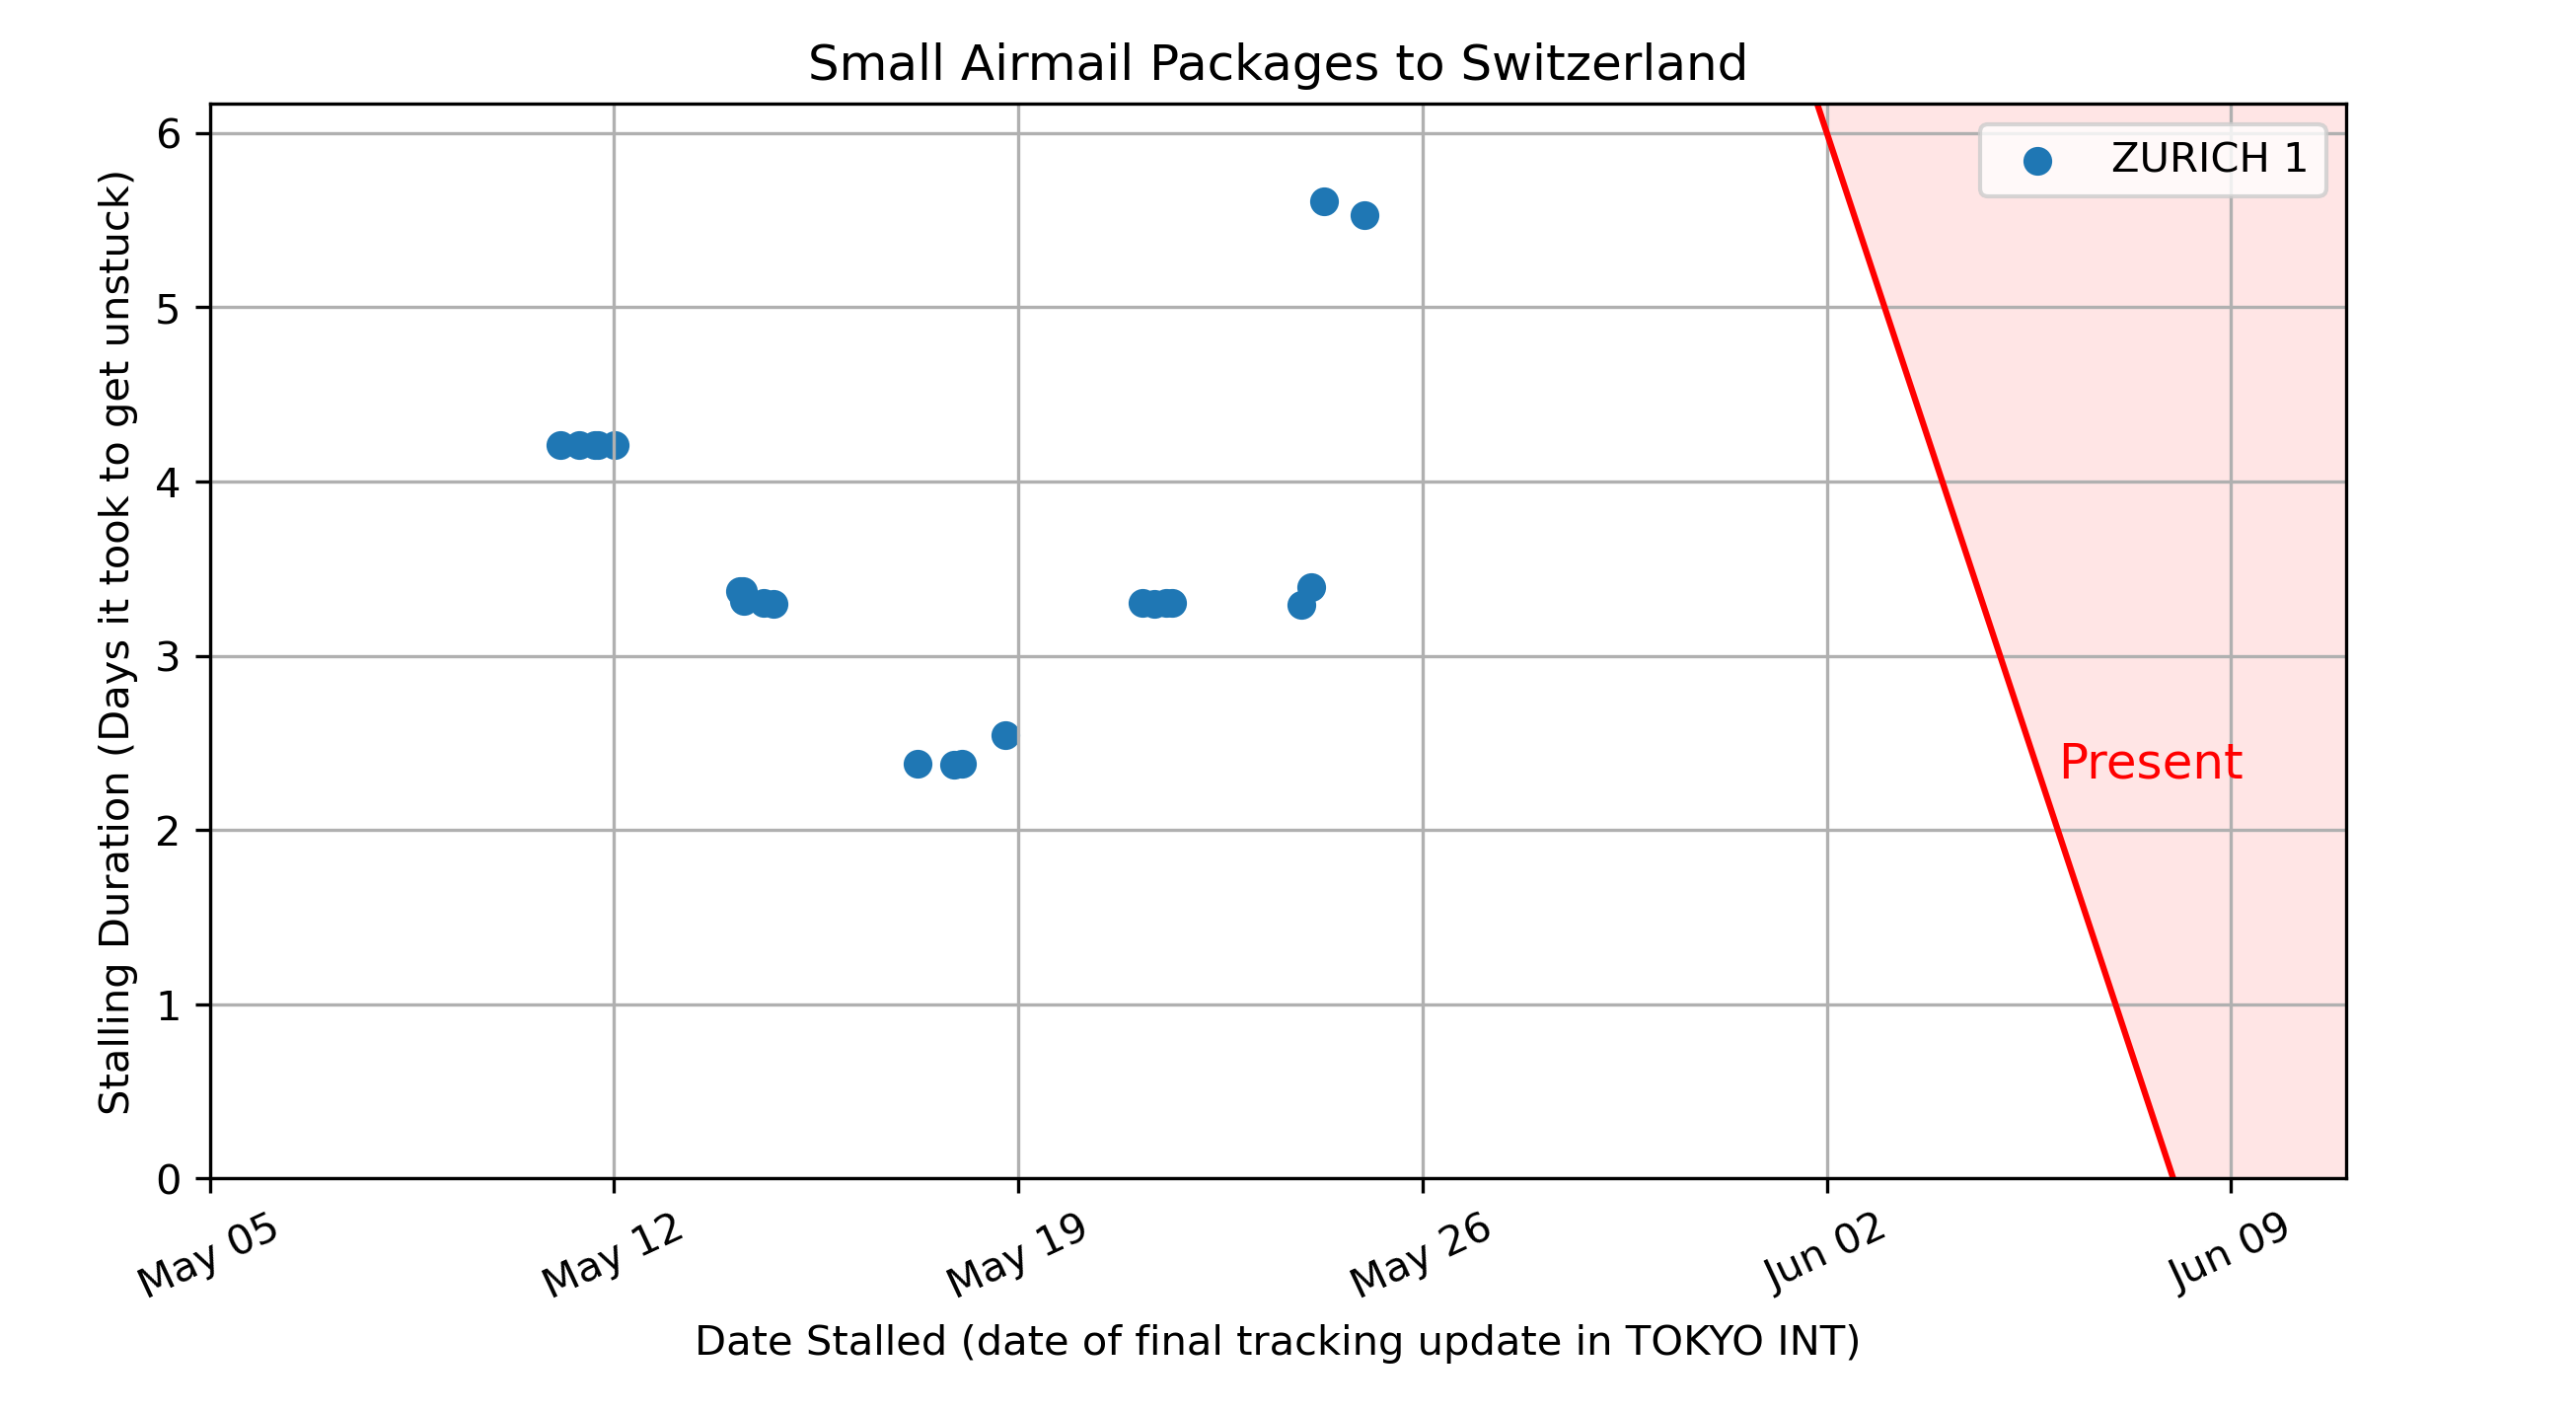 Small Airmail Packages to Switzerland
Stalling Duration (Days it took to get unstuck)
6
5
4
3
2
1
0
ZURICH 1
Present
May 05
May 12
May 19
May 26
Jun 02
Jun 09
Date Stalled (date of final tracking update in TOKYO INT)